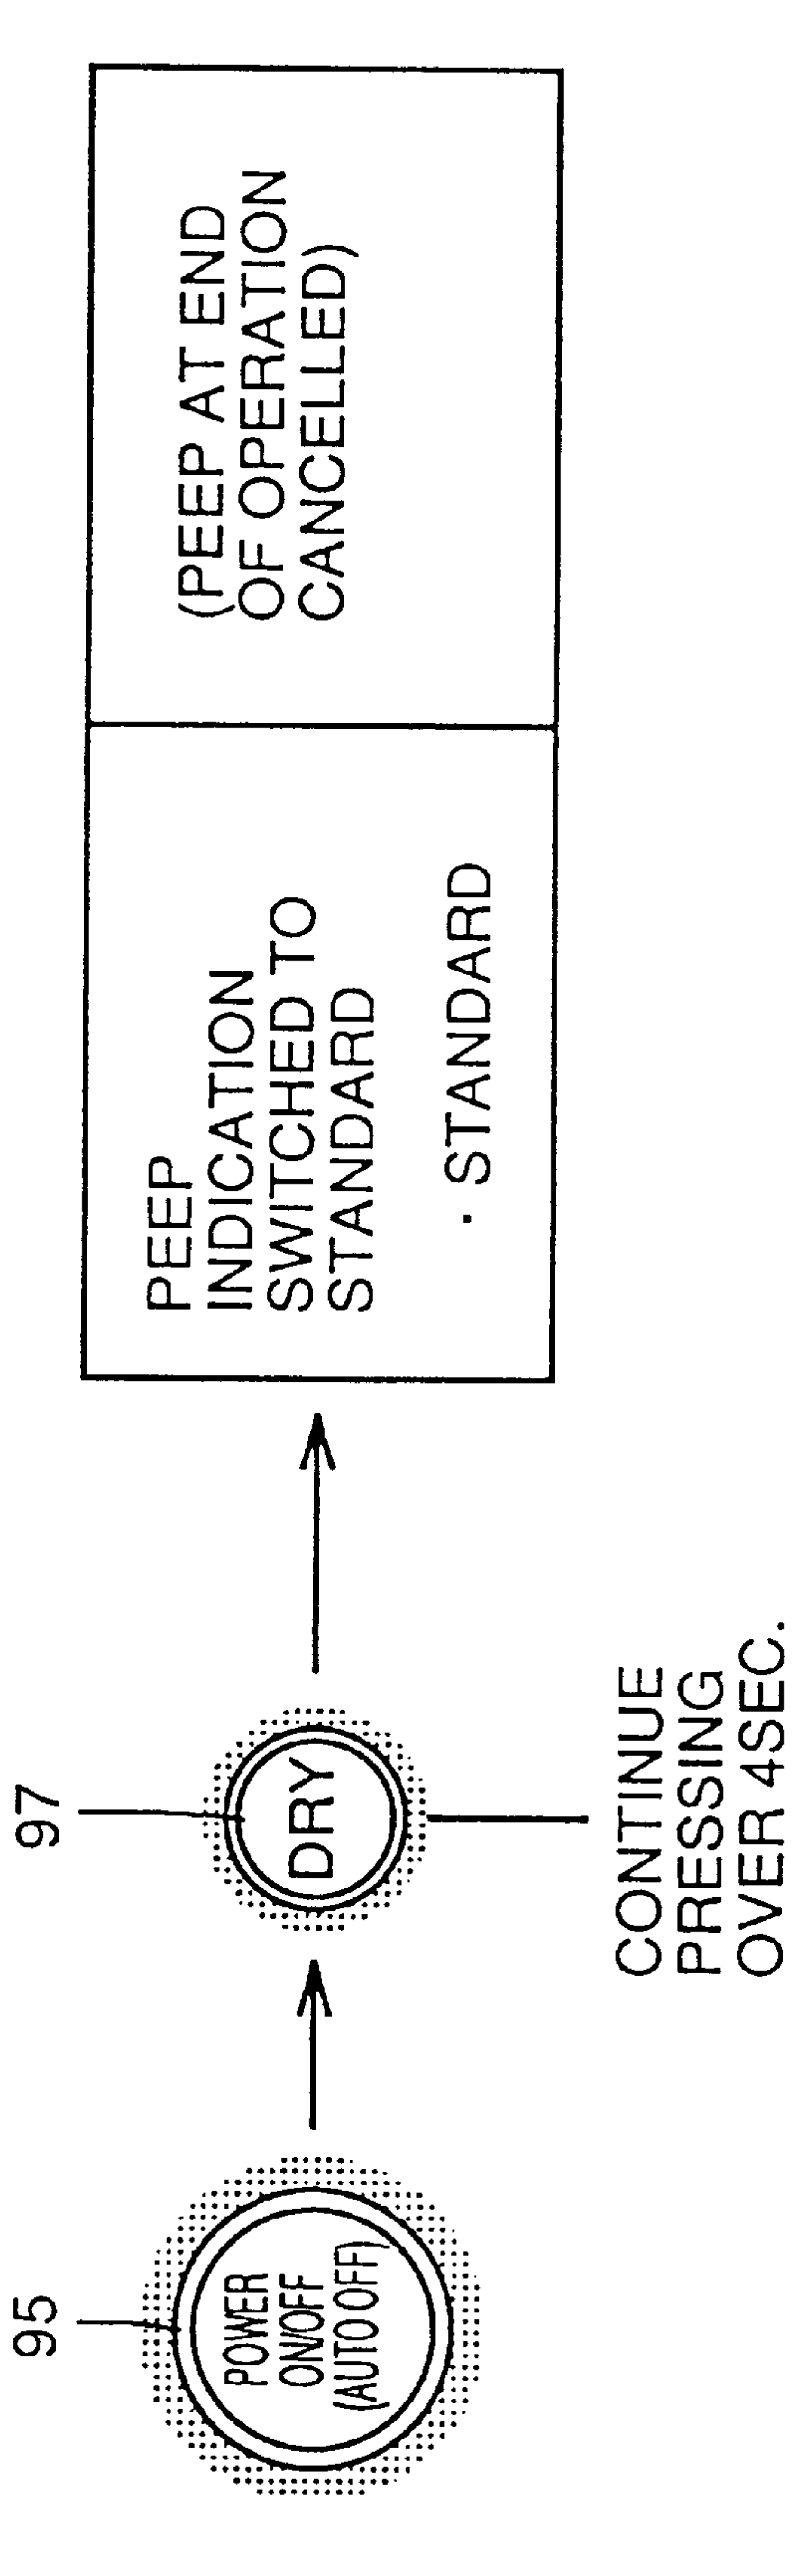 95
POWER
ON/OFF
(AUTO OFF)
97
DRY
CONTINUE
PRESSING
OVER 4SEC.
PEEP
INDICATION
SWITCHED TO
STANDARD
· STANDARD
(PEEP AT END
OF OPERATION
CANCELLED)